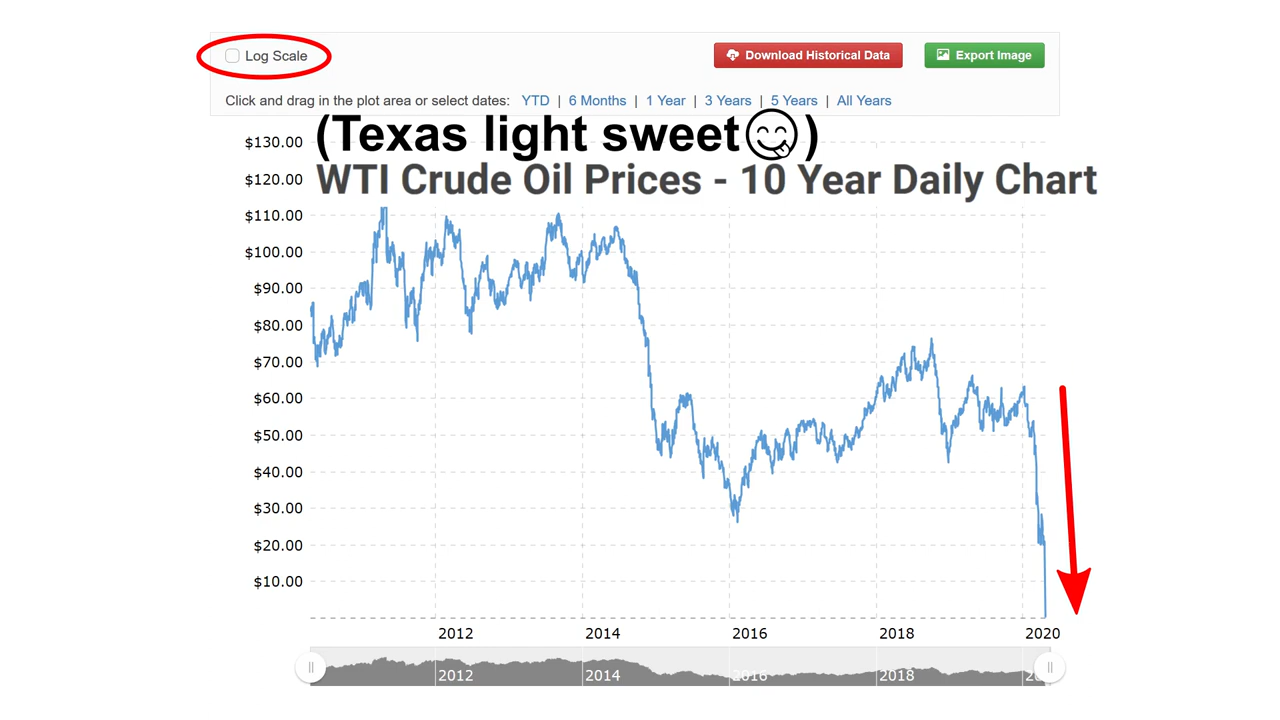 Log Scale
Download Historical Data
Export Image
Click and drag in the plot area or select dates: YTD | 6 Months | 1 Year | 3 Years | 5 Years | All Years
(Texas light sweet😋)
WTI Crude Oil Prices - 10 Year Daily Chart
$130.00
$120.00
$110.00
$100.00
$90.00
$80.00
$70.00
$60.00
$50.00
$40.00
$30.00
$20.00
$10.00
2012 2014 2016 2018 2020
2012 2014 2016 2018